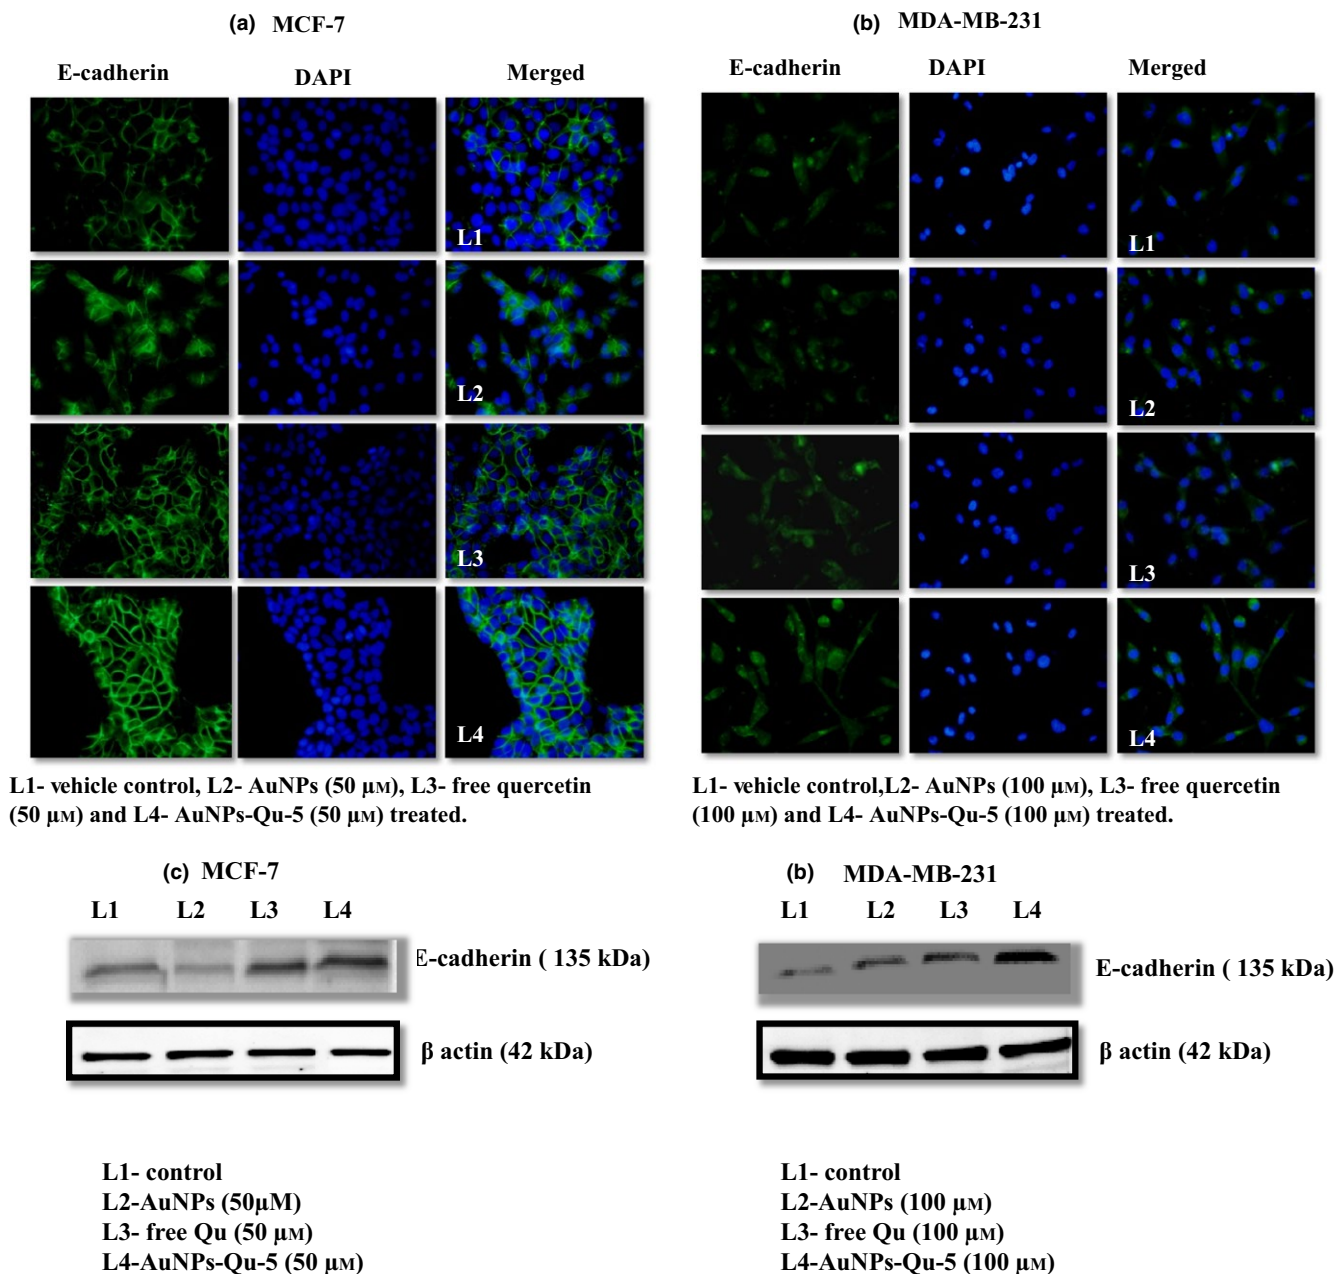 (a) MCF-7
E-cadherin DAPI Merged
L1
L2
L3
L4
L1- vehicle control, L2- AuNPs (50 μM), L3- free quercetin
(50 μM) and L4- AuNPs-Qu-5 (50 μM) treated.
(b) MDA-MB-231
E-cadherin DAPI Merged
L1
L2
L3
L4
L1- vehicle control,L2- AuNPs (100 μM), L3- free quercetin
(100 μM) and L4- AuNPs-Qu-5 (100 μM) treated.
(c) MCF-7
L1 L2 L3 L4
E-cadherin ( 135 kDa)
β actin (42 kDa)
L1- control
L2-AuNPs (50μM)
L3- free Qu (50 μM)
L4-AuNPs-Qu-5 (50 μM)
(b) MDA-MB-231
L1 L2 L3 L4
E-cadherin ( 135 kDa)
β actin (42 kDa)
L1- control
L2-AuNPs (100 μM)
L3- free Qu (100 μM)
L4-AuNPs-Qu-5 (100 μM)